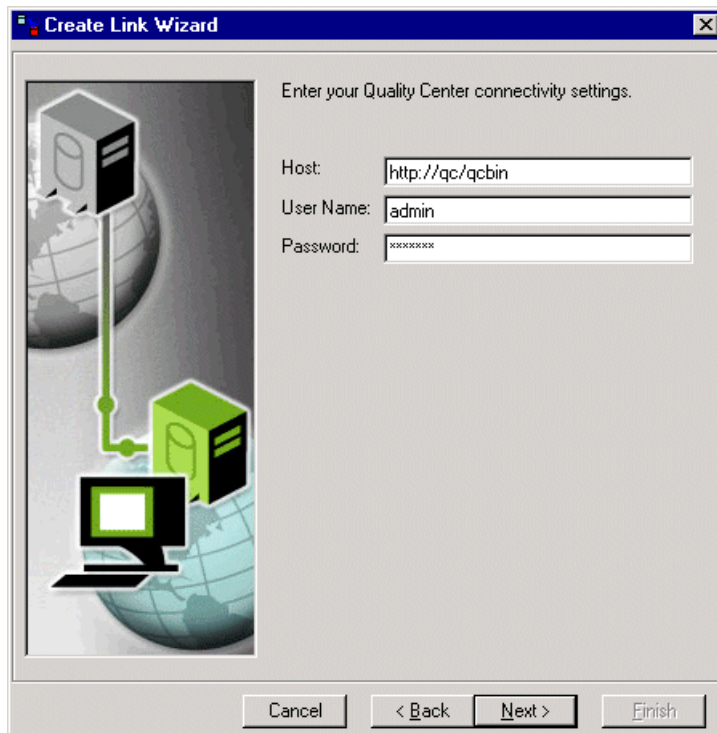 Create Link Wizard
Enter your Quality Center connectivity settings.
Host: http://qc/qcbin
User Name: admin
Password: *******
Cancel < Back Next > Finish